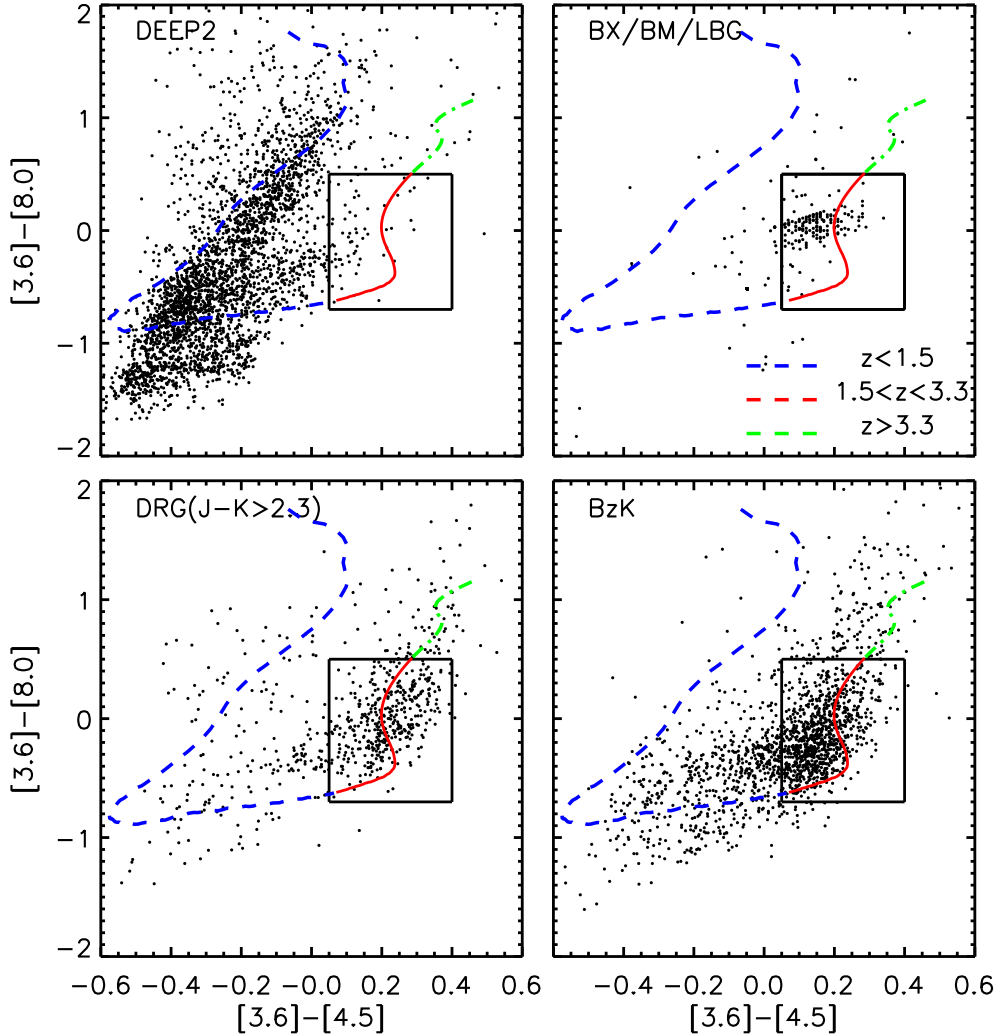 DEEP2
BX/BM/LBG
2
1
0
−1
−2
[3.6]−[8.0]
z<1.5
1.5<z<3.3
z>3.3
DRG(J−K>2.3)
BzK
2
1
0
−1
−2
[3.6]−[8.0]
−0.6 −0.4 −0.2 −0.0 0.2 0.4 0.6
−0.4 −0.2 0.0 0.2 0.4 0.6
[3.6]−[4.5]
[3.6]−[4.5]